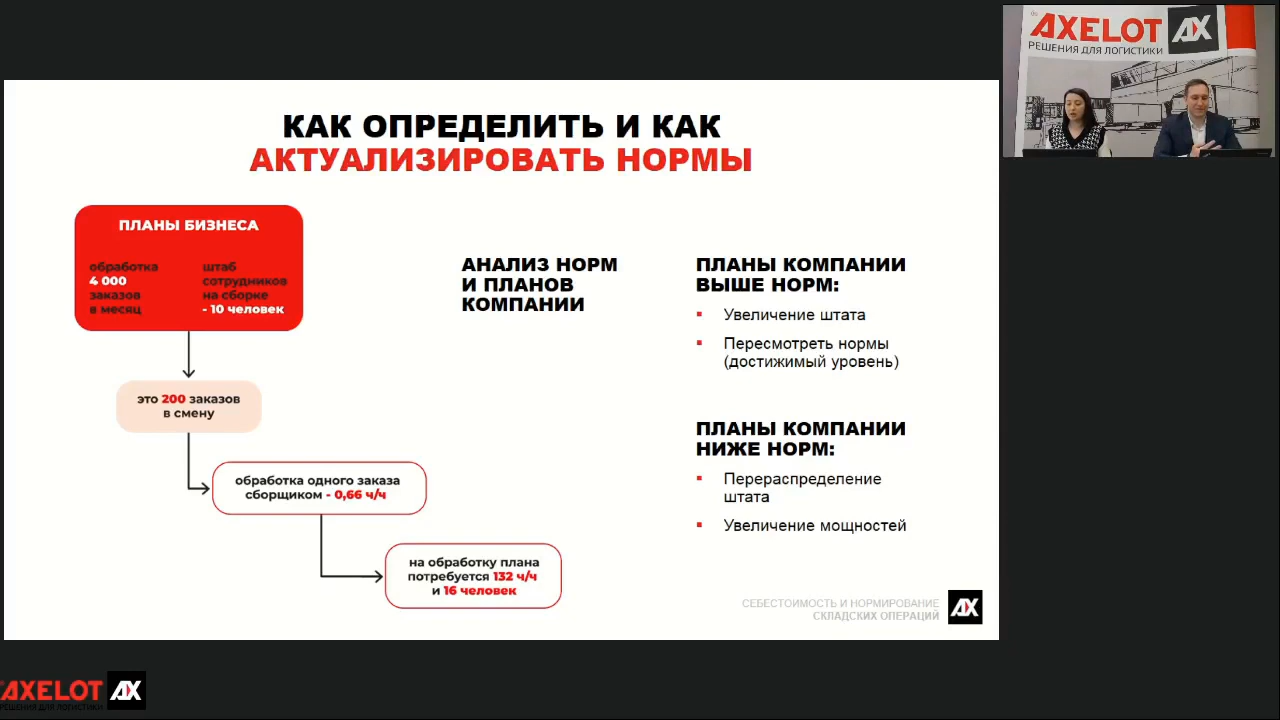 КАК ОПРЕДЕЛИТЬ И КАК
АКТУАЛИЗИРОВАТЬ НОРМЫ
ПЛАНЫ БИЗНЕСА
обработка
4 000
заказов
в месяц
штаб
сотрудников
на сборке
- 10 человек
это 200 заказов
в смену
обработка одного заказа
сборщиком - 0,66 ч/ч
на обработку плана
потребуется 132 ч/ч
и 16 человек
АНАЛИЗ НОРМ
И ПЛАНОВ
КОМПАНИИ
ПЛАНЫ КОМПАНИИ
ВЫШЕ НОРМ:
Увеличение штата
Пересмотреть нормы
(достижимый уровень)
ПЛАНЫ КОМПАНИИ
НИЖЕ НОРМ:
Перераспределение
штата
Увеличение мощностей
СЕБЕСТОИМОСТЬ И НОРМИРОВАНИЕ
СКЛАДСКИХ ОПЕРАЦИЙ
AX
AXELOT AX
РЕШЕНИЯ ДЛЯ ЛОГИСТИКИ
AXELOT AX
РЕШЕНИЯ ДЛЯ ЛОГИСТИКИ